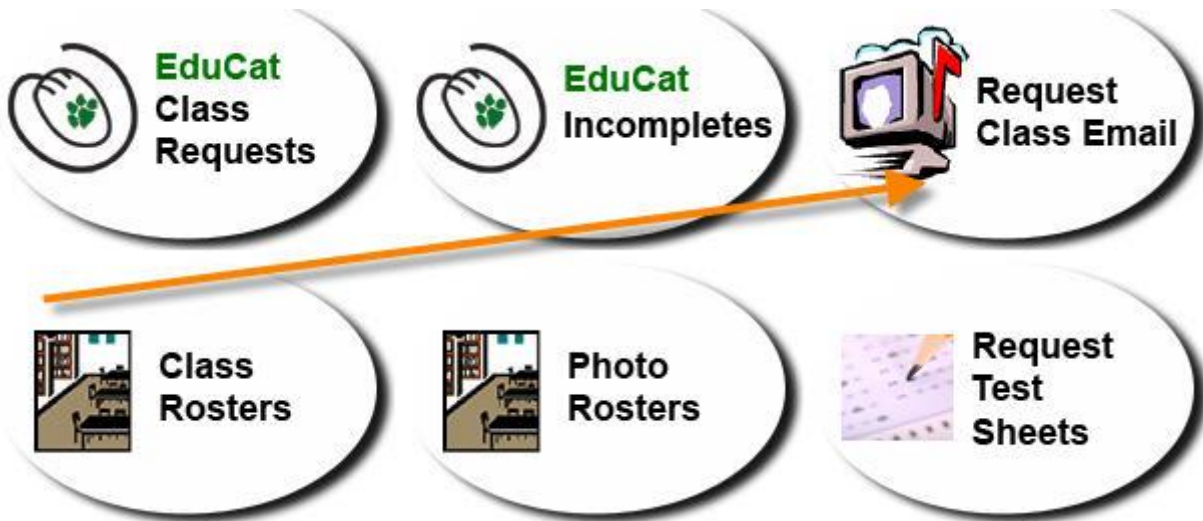 EduCat
Class
Requests
EduCat
Incompletes
Request
Class Email
Class
Rosters
Photo
Rosters
Request
Test
Sheets